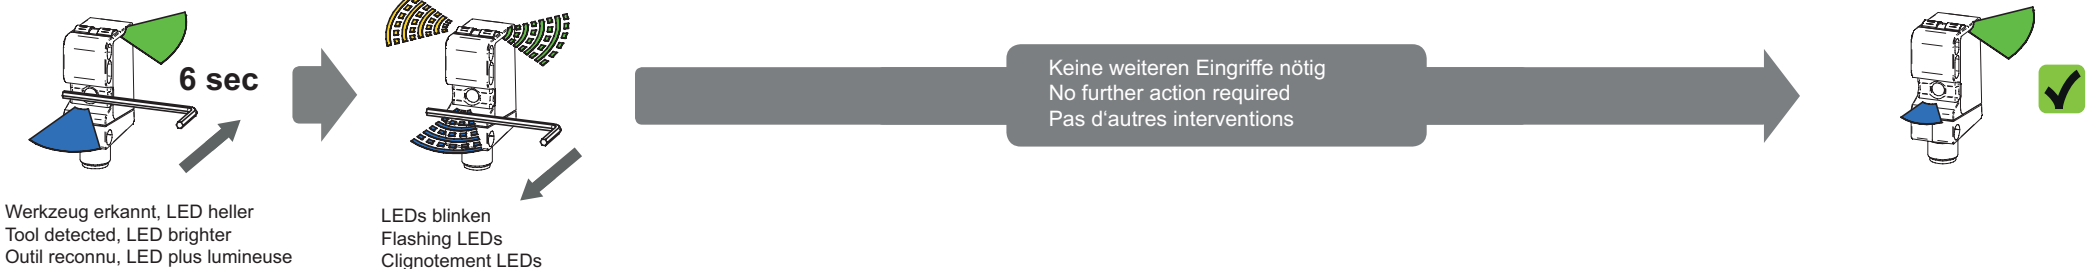 6 sec
Werkzeug erkannt, LED heller
Tool detected, LED brighter
Outil reconnu, LED plus lumineuse
LEDs blinken
Flashing LEDs
Clignotement LEDs
Keine weiteren Eingriffe nötig
No further action required
Pas d‘autres interventions